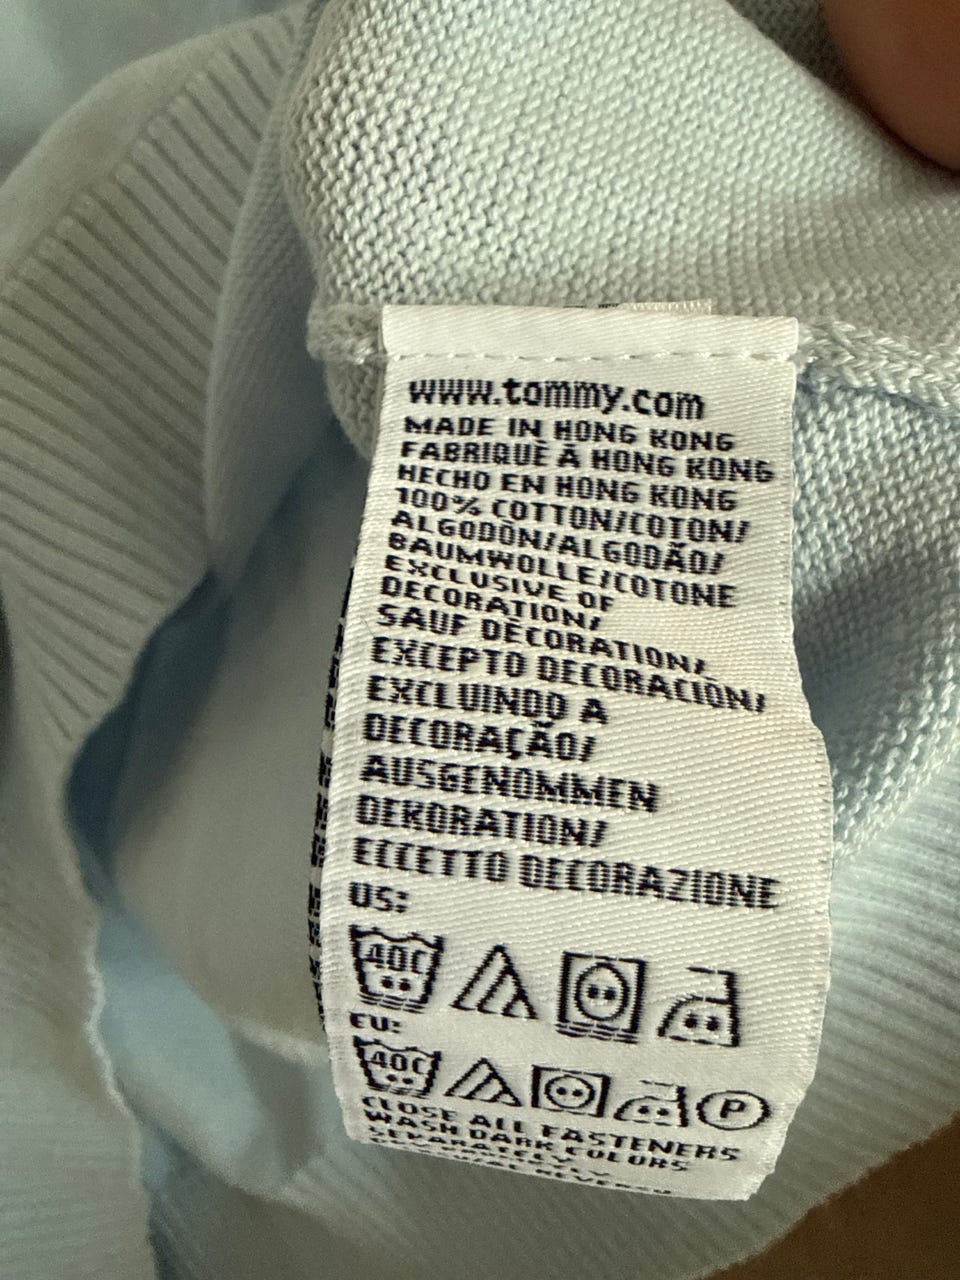 www.tommy.com
MADE IN HONG KONG
FABRIQUÈ À HONG KONG
HECHO EN HONG KONG
100% COTTON/COTON/
ALGODÒN/ALGODÃO/
BAUMWOLLE/COTONE
EXCLUSIVE OF
DECORATION/
SAUF DÈCORATION/
EXCEPTO DECORACIÒN/
EXCLUINDO A
DECORAÇÃO/
AUSGENOMMEN
DEKORATION/
ECCETTO DECORAZIONE
US:
40C
EU:
40C P
CLOSE ALL FASTENERS
WASH DARK COLORS
SEPARATELY